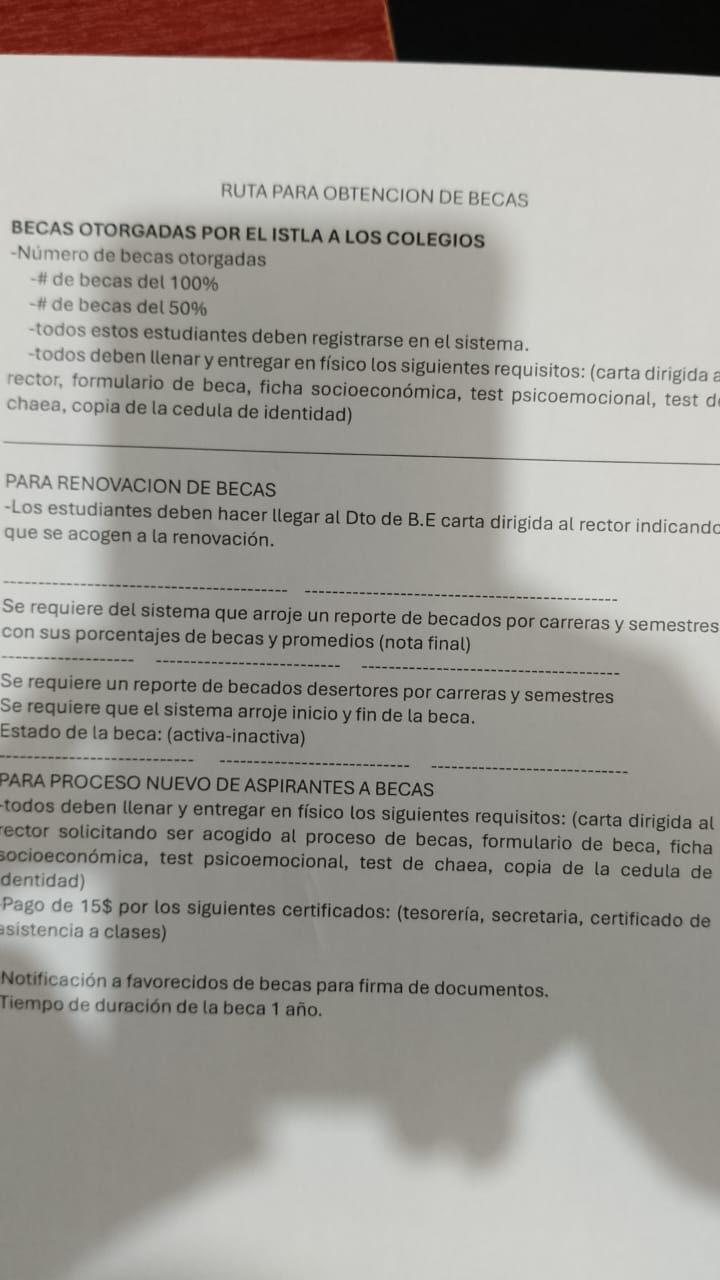 RUTA PARA OBTENCION DE BECAS
BECAS OTORGADAS POR EL ISTLA A LOS COLEGIOS
-Número de becas otorgadas
-# de becas del 100%
-# de becas del 50%
-todos estos estudiantes deben registrarse en el sistema.
-todos deben llenar y entregar en físico los siguientes requisitos: (carta dirigida a
rector, formulario de beca, ficha socioeconómica, test psicoemocional, test de
chaea, copia de la cedula de identidad)
PARA RENOVACION DE BECAS
-Los estudiantes deben hacer llegar al Dto de B.E carta dirigida al rector indicando
que se acogen a la renovación.
Se requiere del sistema que arroje un reporte de becados por carreras y semestres
con sus porcentajes de becas y promedios (nota final)
Se requiere un reporte de becados desertores por carreras y semestres
Se requiere que el sistema arroje inicio y fin de la beca.
Estado de la beca: (activa-inactiva)
PARA PROCESO NUEVO DE ASPIRANTES A BECAS
-todos deben llenar y entregar en físico los siguientes requisitos: (carta dirigida al
rector solicitando ser acogido al proceso de becas, formulario de beca, ficha
socioeconómica, test psicoemocional, test de chaea, copia de la cedula de
dentidad)
-Pago de 15$ por los siguientes certificados: (tesorería, secretaria, certificado de
asistencia a clases)
Notificación a favorecidos de becas para firma de documentos.
Tiempo de duración de la beca 1 año.